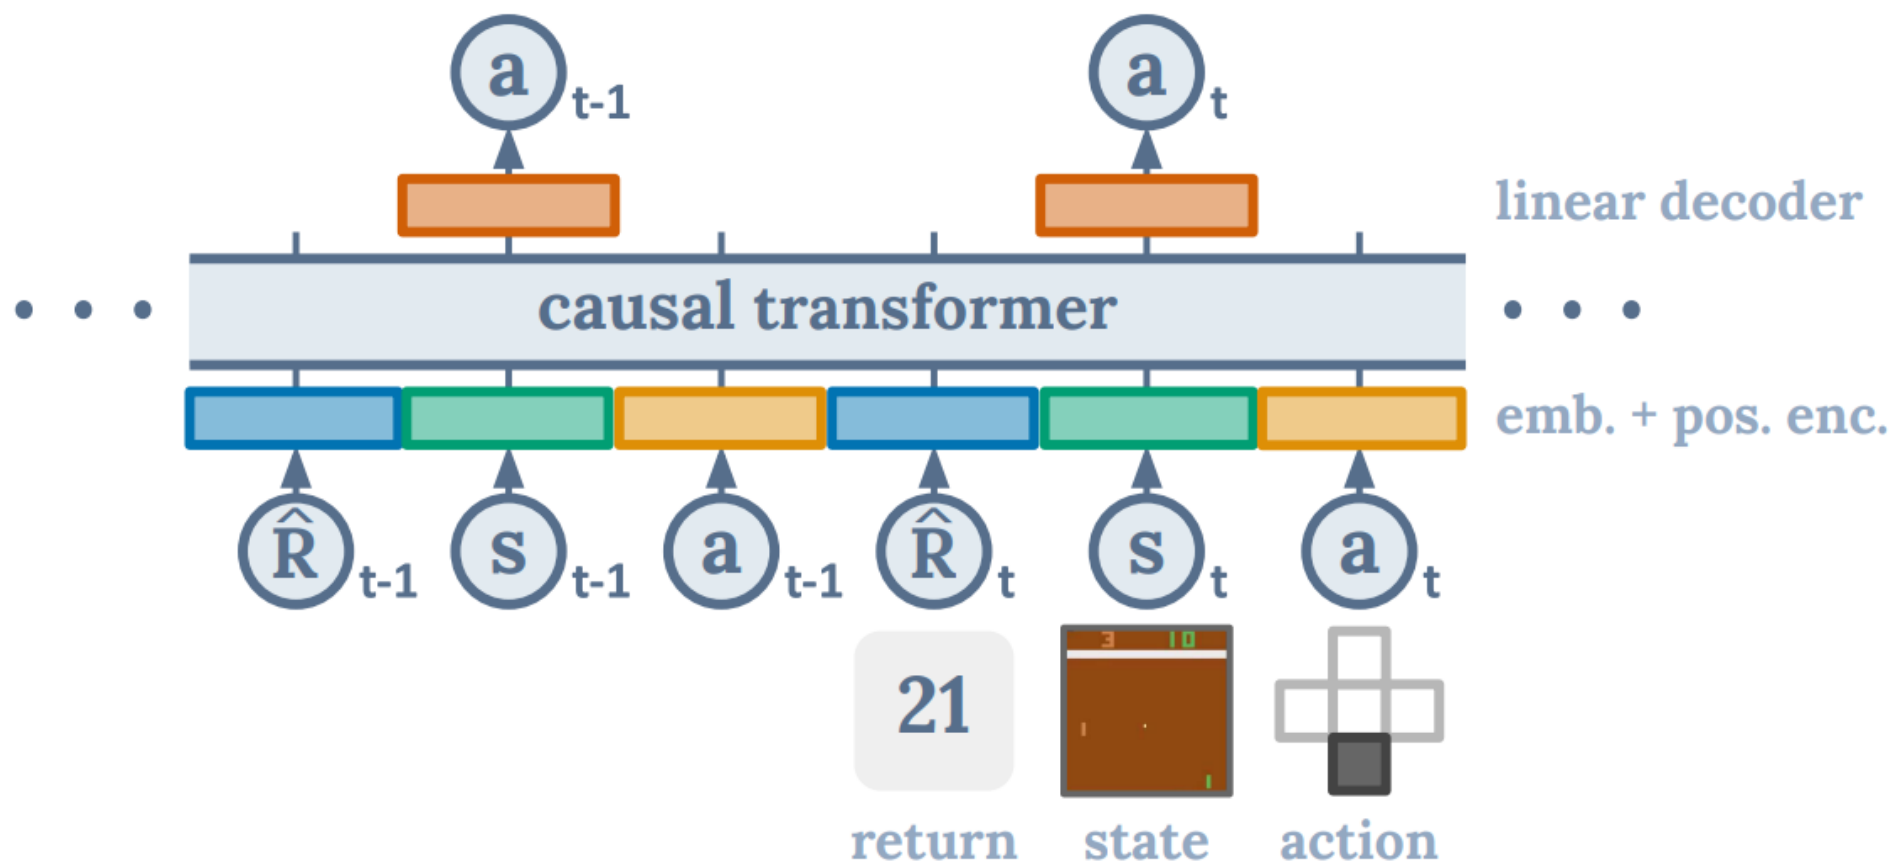 a t-1 a t
linear decoder
causal transformer
emb. + pos. enc.
R̂ t-1 s t-1 a t-1 R̂ t s t a t
3 10
21
return state action